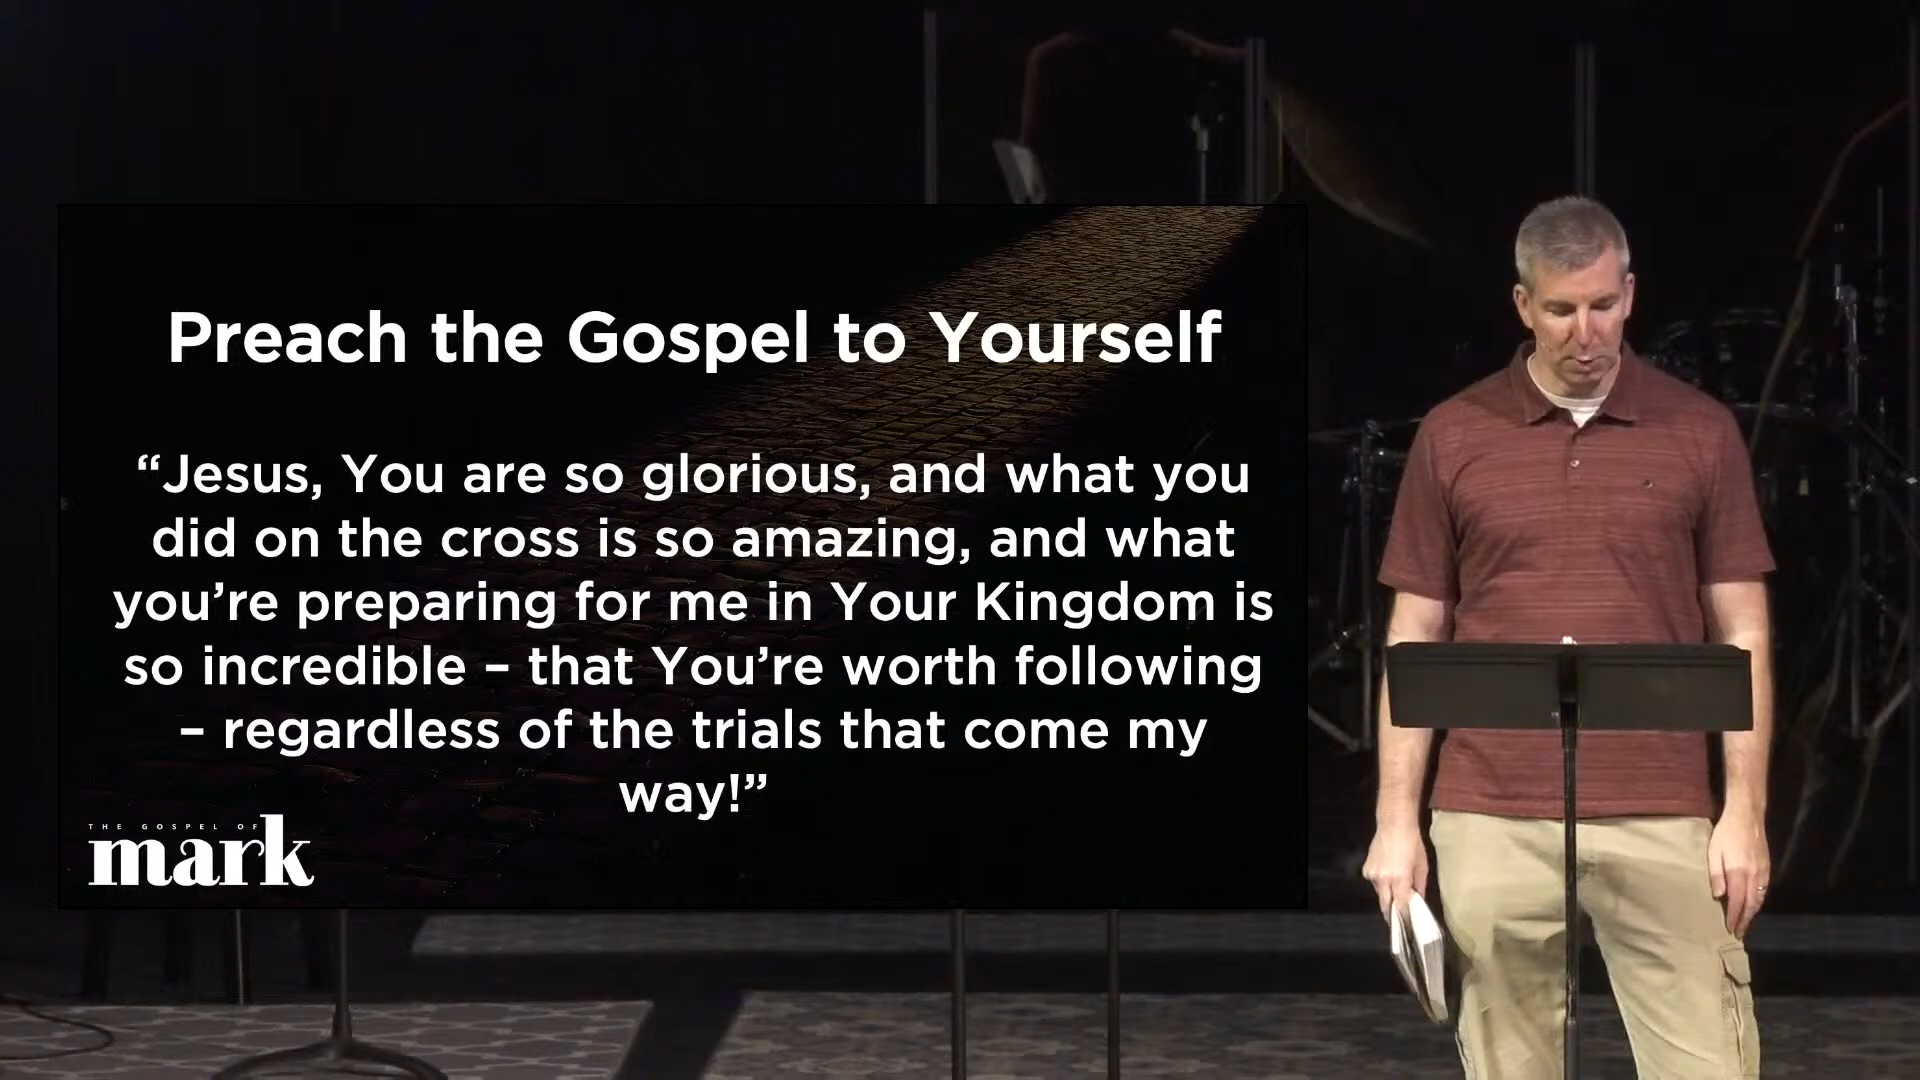 Preach the Gospel to Yourself
“Jesus, You are so glorious, and what you
did on the cross is so amazing, and what
you’re preparing for me in Your Kingdom is
so incredible – that You’re worth following
– regardless of the trials that come my
way!”
THE GOSPEL OF
mark